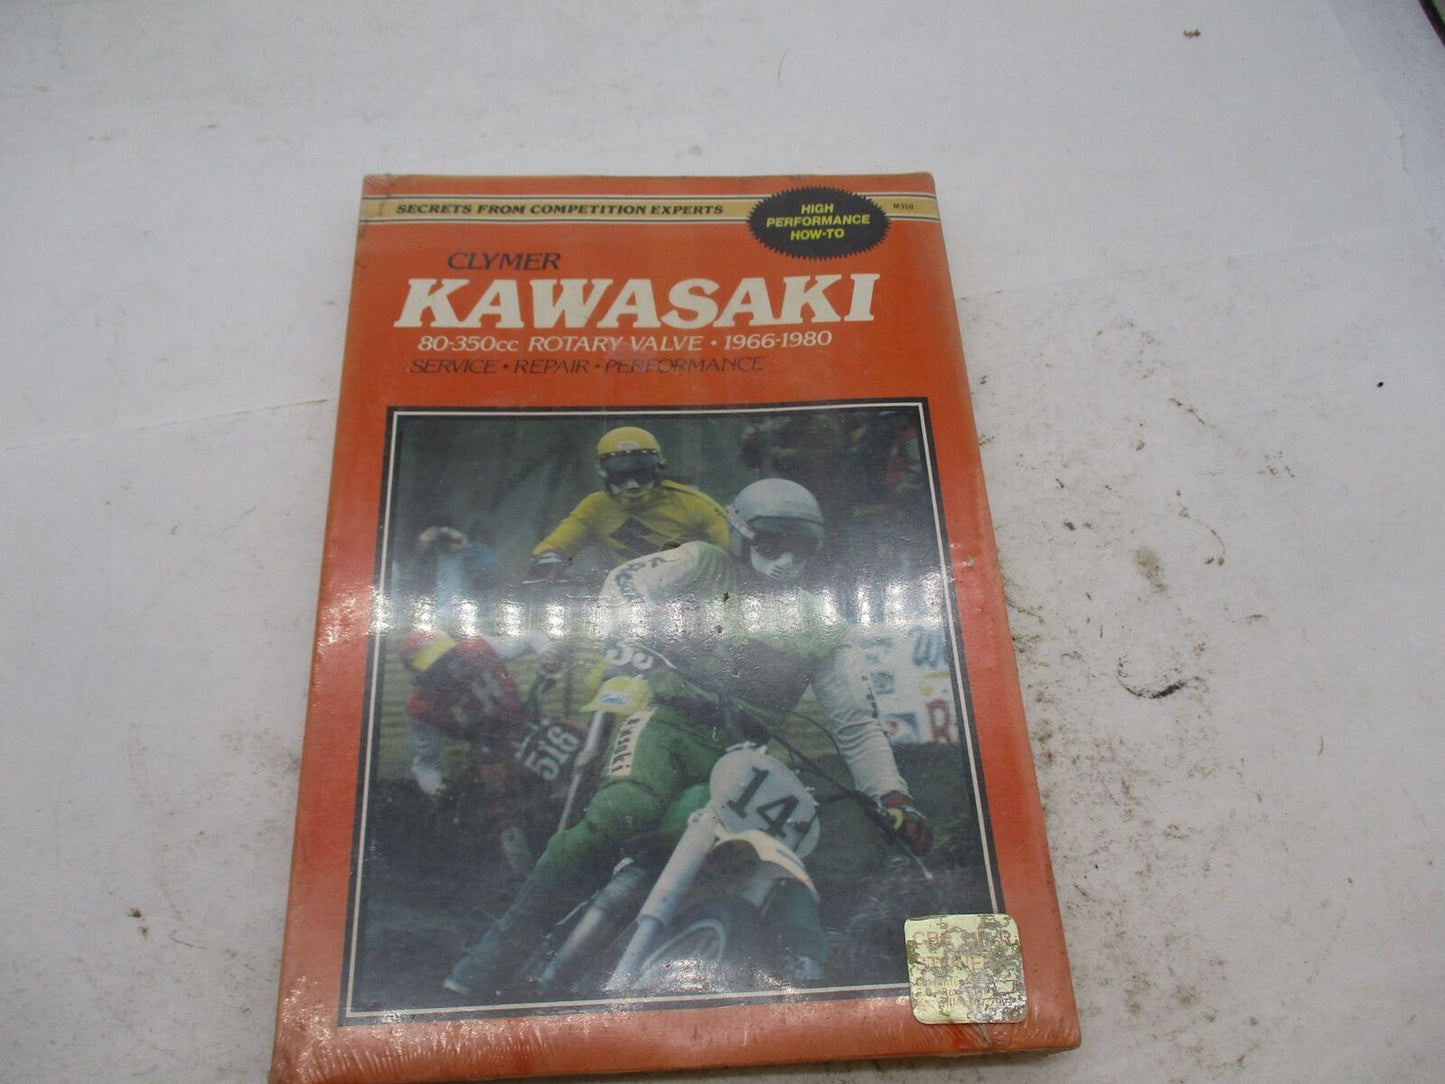 SECRETS FROM COMPETITION EXPERTS
HIGH
PERFORMANCE
HOW-TO
M350
CLYMER
KAWASAKI
80-350cc ROTARY VALVE • 1966-1980
SERVICE • REPAIR • PERFORMANCE
516
14